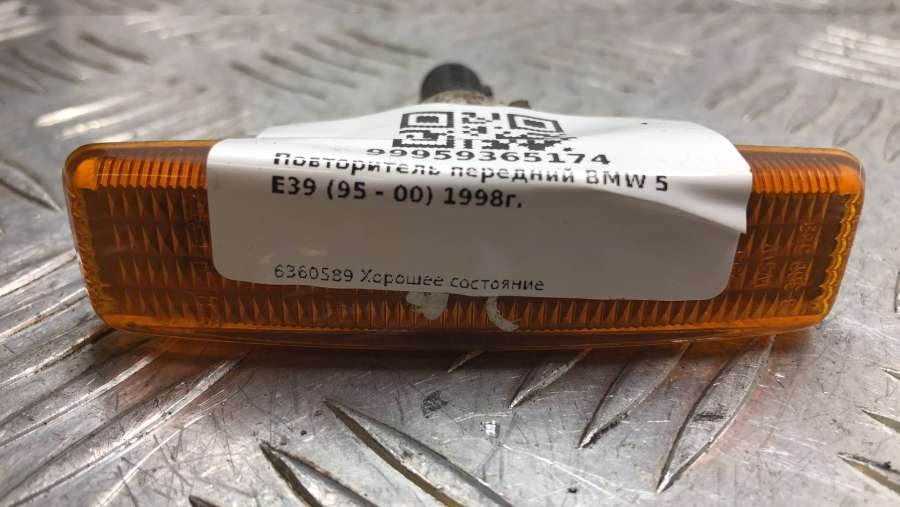 99959365174
Повторитель передний BMW 5
E39 (95 - 00) 1998г.
6360589 Хорошее состояние